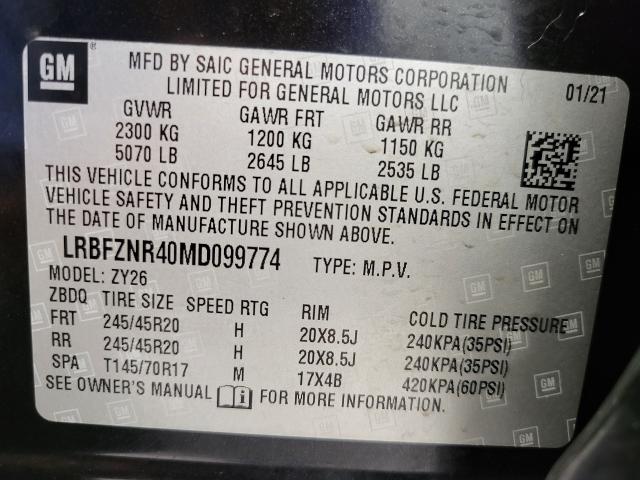 GM ®
MFD BY SAIC GENERAL MOTORS CORPORATION
LIMITED FOR GENERAL MOTORS LLC 01/21
GVWR GAWR FRT GAWR RR
2300 KG 1200 KG 1150 KG
5070 LB 2645 LB 2535 LB
THIS VEHICLE CONFORMS TO ALL APPLICABLE U.S. FEDERAL MOTOR
VEHICLE SAFETY AND THEFT PREVENTION STANDARDS IN EFFECT ON
THE DATE OF MANUFACTURE SHOWN ABOVE.
LRBFZNR40MD099774 TYPE: M.P.V.
MODEL: ZY26
ZBDQ TIRE SIZE SPEED RTG RIM COLD TIRE PRESSURE
FRT 245/45R20 H 20X8.5J 240KPA(35PSI)
RR 245/45R20 H 20X8.5J 240KPA(35PSI)
SPA T145/70R17 M 17X4B 420KPA(60PSI)
SEE OWNER'S MANUAL i FOR MORE INFORMATION.